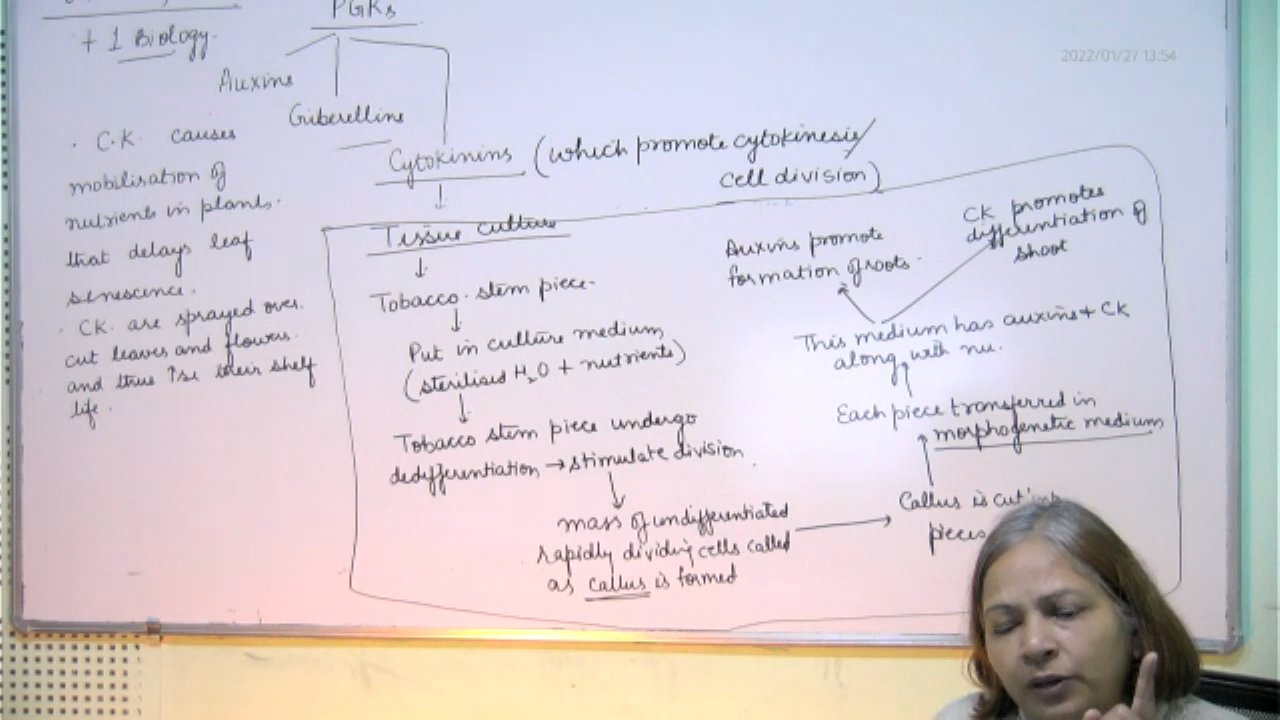 PGRs
+ 1 Biology.
2022/01/27 13:54
Auxins
Giberelline
Cytokinins (which promote cytokinesis/
cell division)
. C.K. causes
mobilisation of
nutrients in plants.
that delays leaf
senescence.
. CK. are sprayed over.
cut leaves and flowers.
and thus ↑se their shelf
life.
Tissue culture
↓
Tobacco stem piece.
↓
Put in culture medium
(sterilised H2O + nutrients)
↓
Tobacco stem piece undergo
dedifferentiation → stimulate division
↓
mass of undifferentiated
rapidly dividing cells called
as callus is formed
→
Callus is cut in
pieces
Each piece transferred in
morphogenetic medium
This medium has auxins + CK
along with nu.
Auxins promote
formation of roots.
CK promotes
differentiation of
shoot